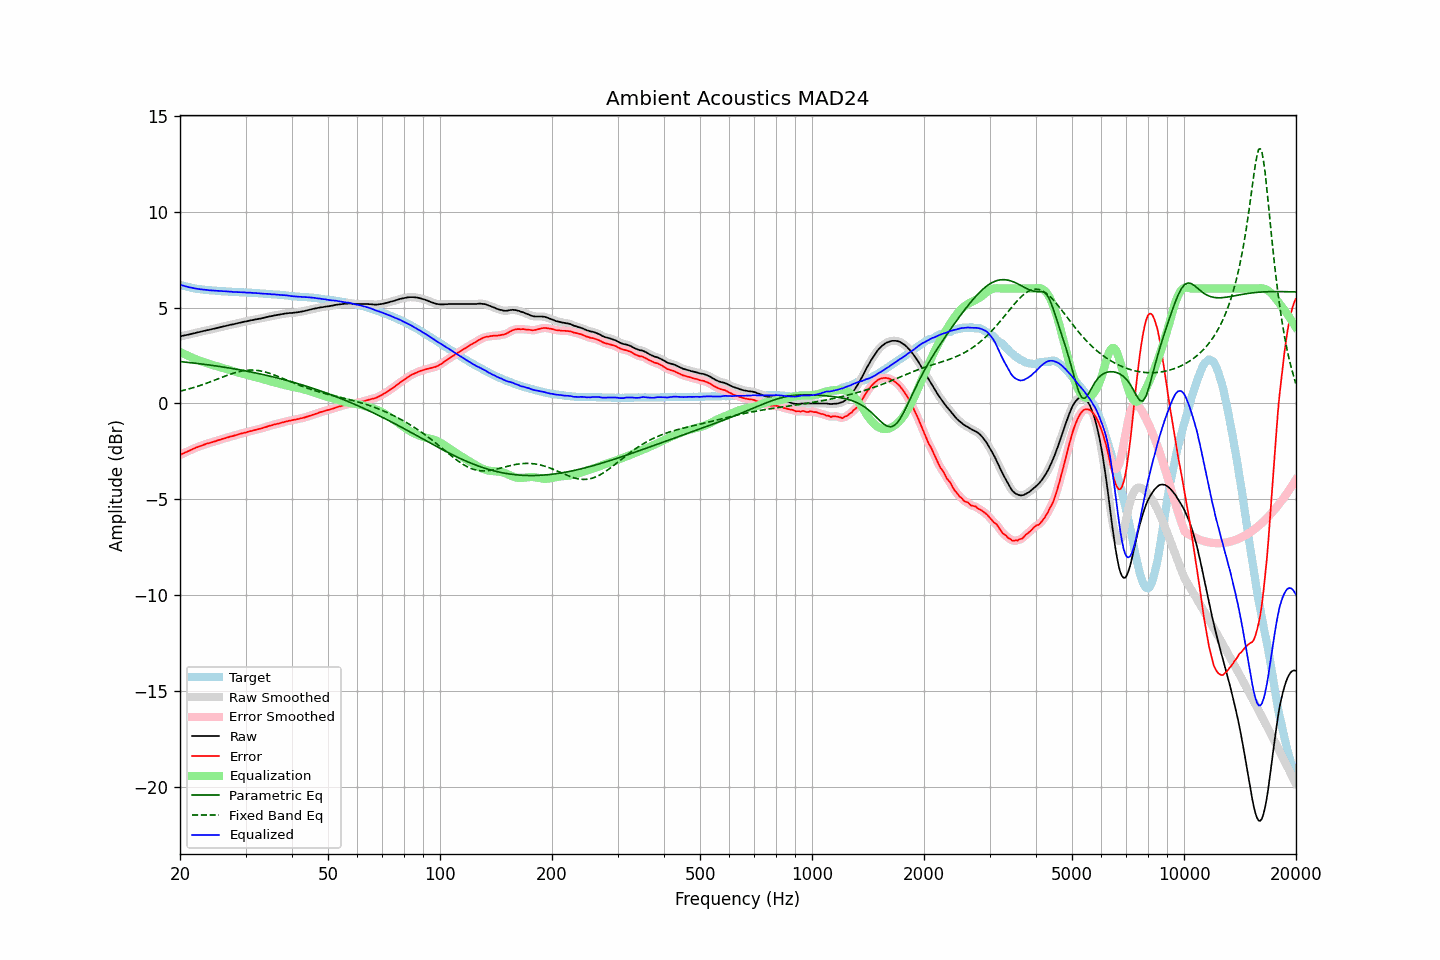 Ambient Acoustics MAD24
15
10
5
0
−5
−10
−15
−20
Amplitude (dBr)
Target
Raw Smoothed
Error Smoothed
Raw
Error
Equalization
Parametric Eq
Fixed Band Eq
Equalized
20 50 100 200 500 1000 2000 5000 10000 20000
Frequency (Hz)